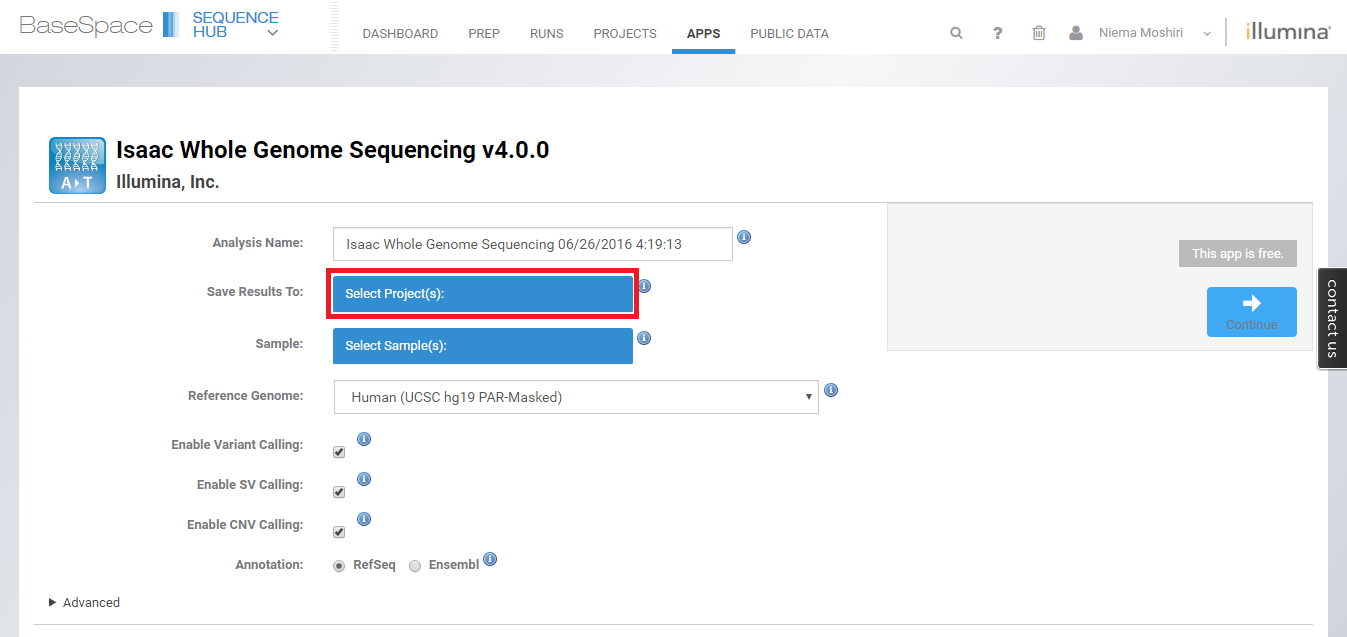 BaseSpace SEQUENCE HUB
DASHBOARD PREP RUNS PROJECTS APPS PUBLIC DATA ? Niema Moshiri illumina®
Isaac Whole Genome Sequencing v4.0.0
A T
Illumina, Inc.
Analysis Name: Isaac Whole Genome Sequencing 06/26/2016 4:19:13
This app is free.
Save Results To: Select Project(s):
Continue
contact us
Sample: Select Sample(s):
Reference Genome: Human (UCSC hg19 PAR-Masked)
Enable Variant Calling:
Enable SV Calling:
Enable CNV Calling:
Annotation: RefSeq Ensembl
Advanced